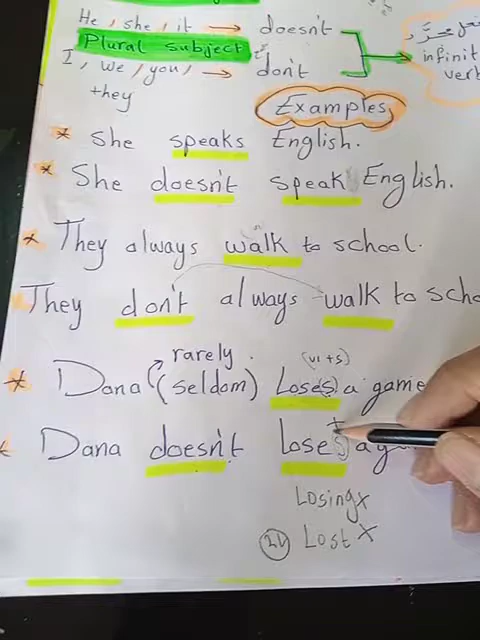 He, she, it → doesn't
Plural subject
I, we, you, → don't
they
infinit
verb
Examples
* She speaks English.
* She doesn't speak English.
* They always walk to school.
They don't always walk to scho
rarely. (V1+s)
* Dana (seldom) Loses a game
* Dana doesn't Lose a
Losing x
Lost x